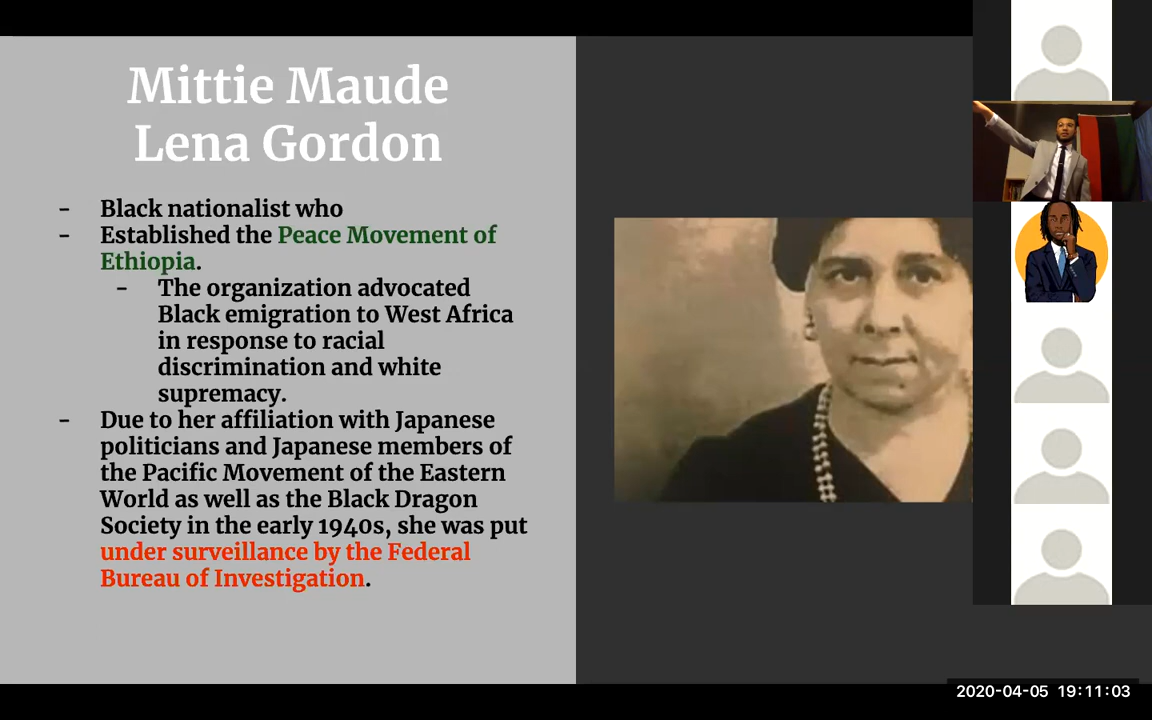 Mittie Maude
Lena Gordon
- Black nationalist who
- Established the Peace Movement of
Ethiopia.
- The organization advocated
Black emigration to West Africa
in response to racial
discrimination and white
supremacy.
- Due to her affiliation with Japanese
politicians and Japanese members of
the Pacific Movement of the Eastern
World as well as the Black Dragon
Society in the early 1940s, she was put
under surveillance by the Federal
Bureau of Investigation.
2020-04-05 19:11:03